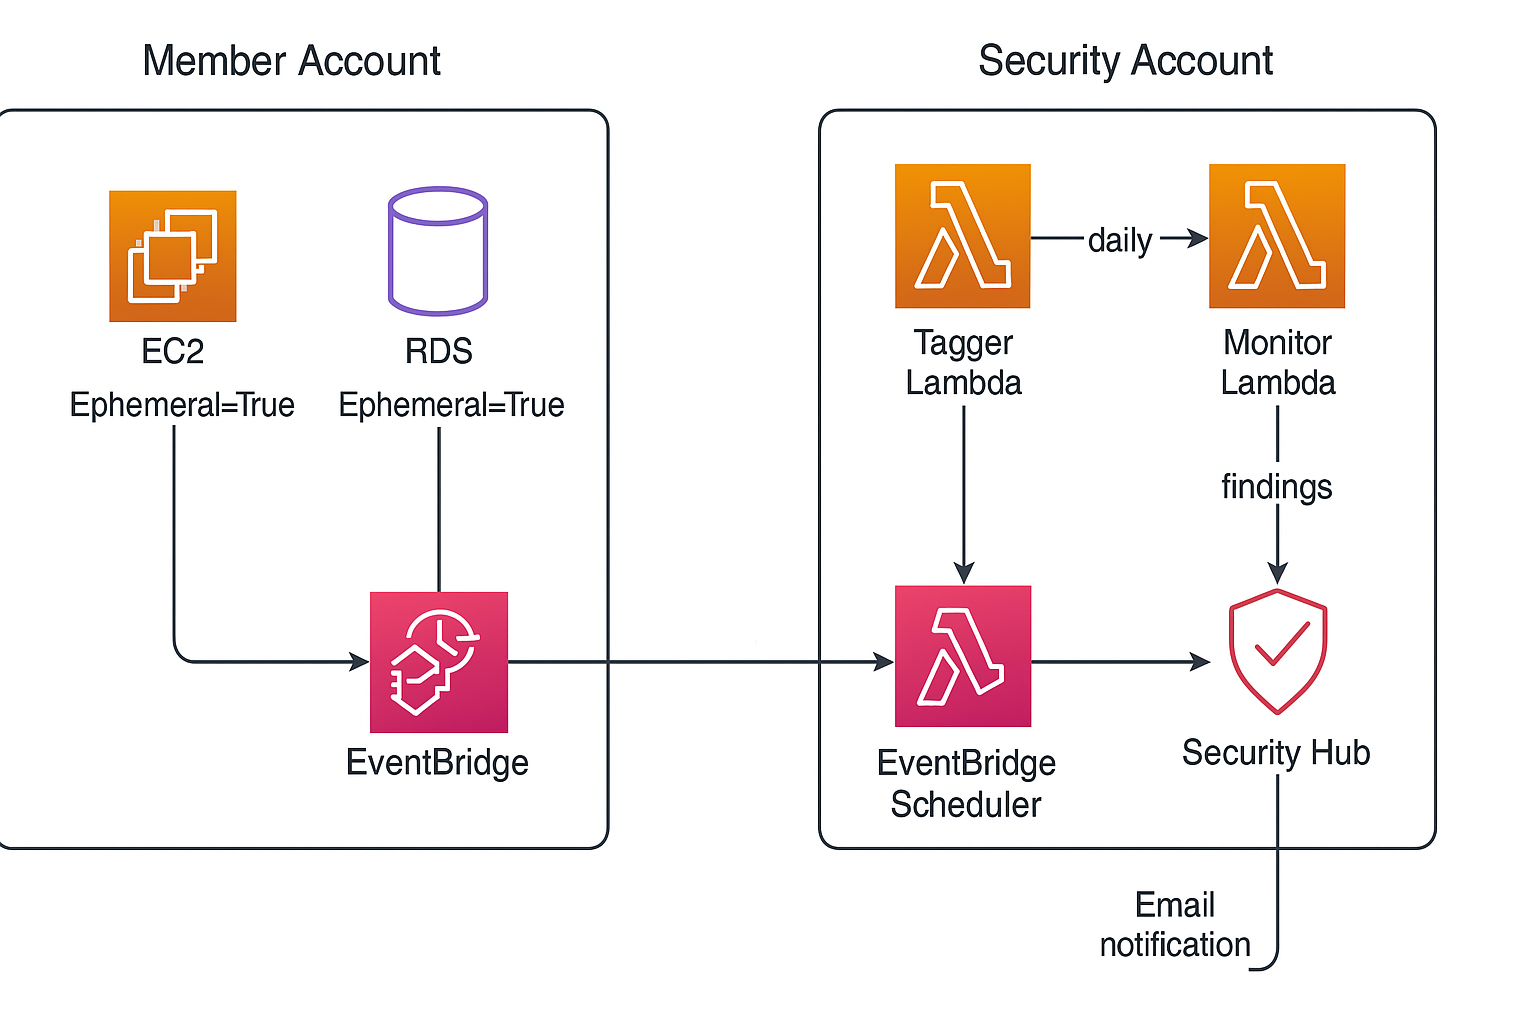 Member Account
Security Account
EC2
Ephemeral=True
RDS
Ephemeral=True
EventBridge
Tagger
Lambda
daily
Monitor
Lambda
findings
EventBridge
Scheduler
Security Hub
Email
notification